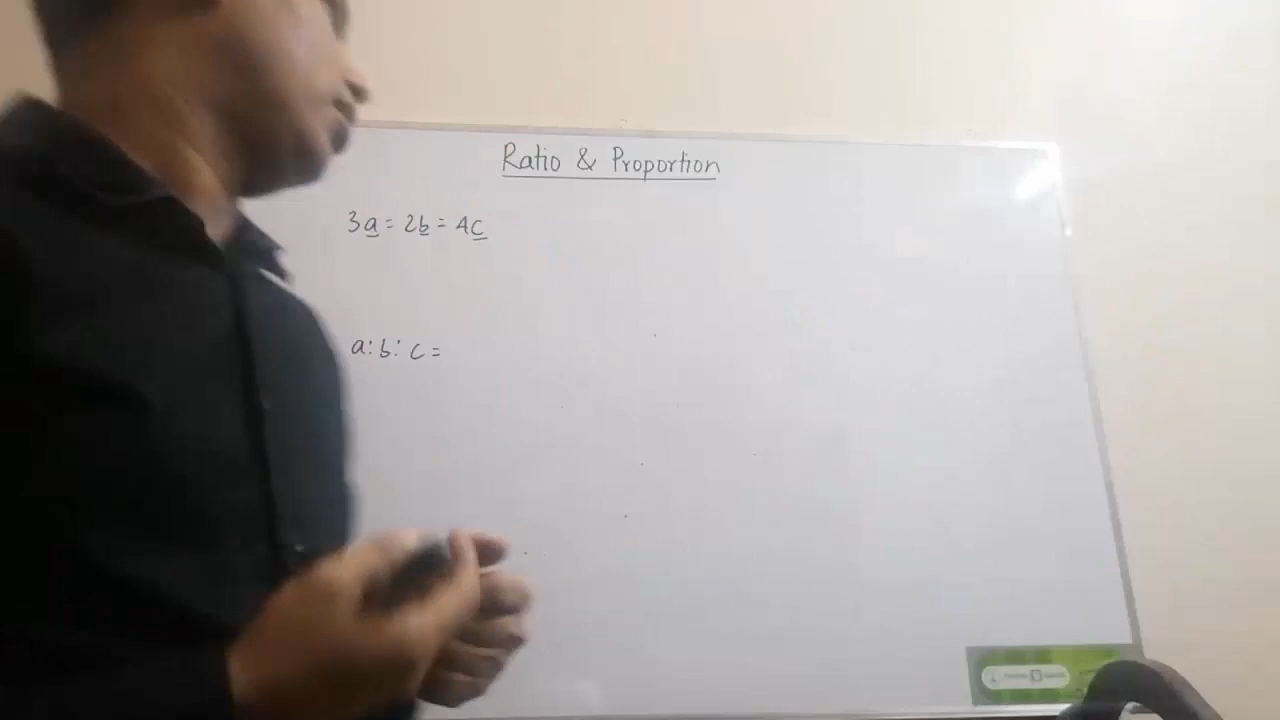 Ratio & Proportion
3a = 2b = 4c
a:b: c =